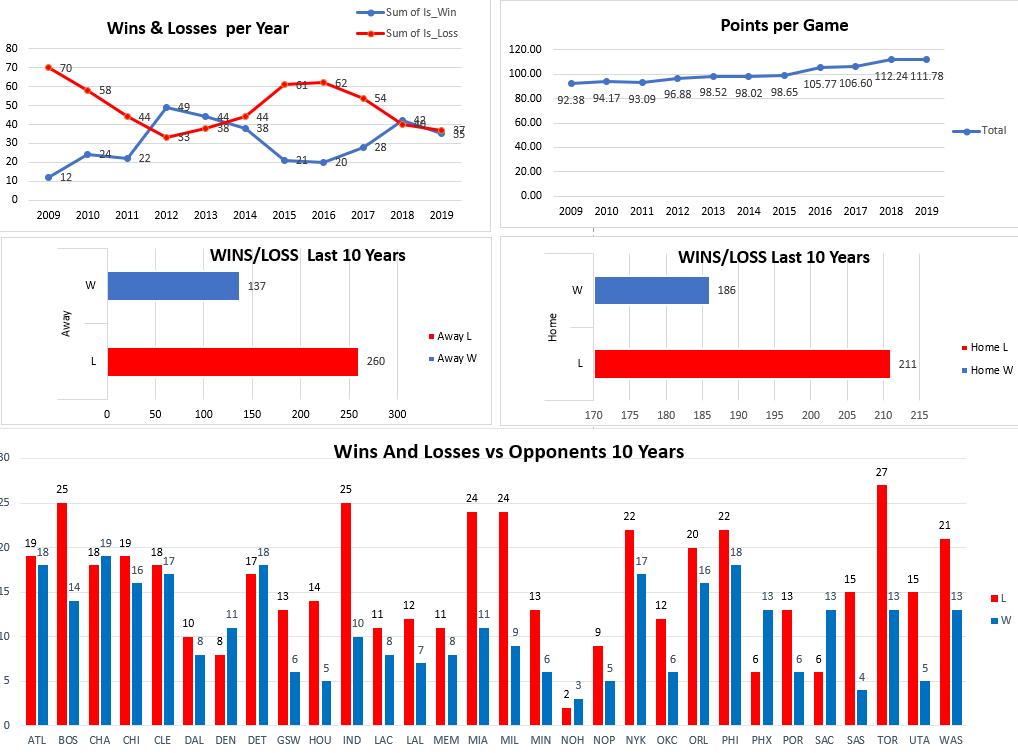 Wins & Losses per Year
Sum of Is_Win
Sum of Is_Loss
80
70
60
50
40
30
20
10
0
70
58
44
33
38
44
61
62
54
37
12
24
22
49
44
38
21
20
28
42
35
2009 2010 2011 2012 2013 2014 2015 2016 2017 2018 2019
Points per Game
120.00
100.00
80.00
60.00
40.00
20.00
0.00
92.38 94.17 93.09 96.88 98.52 98.02 98.65 105.77 106.60 112.24 111.78
2009 2010 2011 2012 2013 2014 2015 2016 2017 2018 2019
Total
WINS/LOSS Last 10 Years
Away
W
137
L
260
0 50 100 150 200 250 300
Away L
Away W
WINS/LOSS Last 10 Years
Home
W
186
L
211
170 175 180 185 190 195 200 205 210 215
Home L
Home W
Wins And Losses vs Opponents 10 Years
30
25
20
15
10
5
0
19 18 25 14 18 19 19 16 18 17 10 8 8 11 17 18 13 6 14 5 25 10 11 8 12 7 11 8 24 11 24 9 13 6 2 3 9 5 22 17 12 6 20 16 22 18 6 13 13 6 6 13 15 4 27 13 15 5 21 13
ATL BOS CHA CHI CLE DAL DEN DET GSW HOU IND LAC LAL MEM MIA MIL MIN NOH NOP NYK OKC ORL PHI PHX POR SAC SAS TOR UTA WAS
L
W